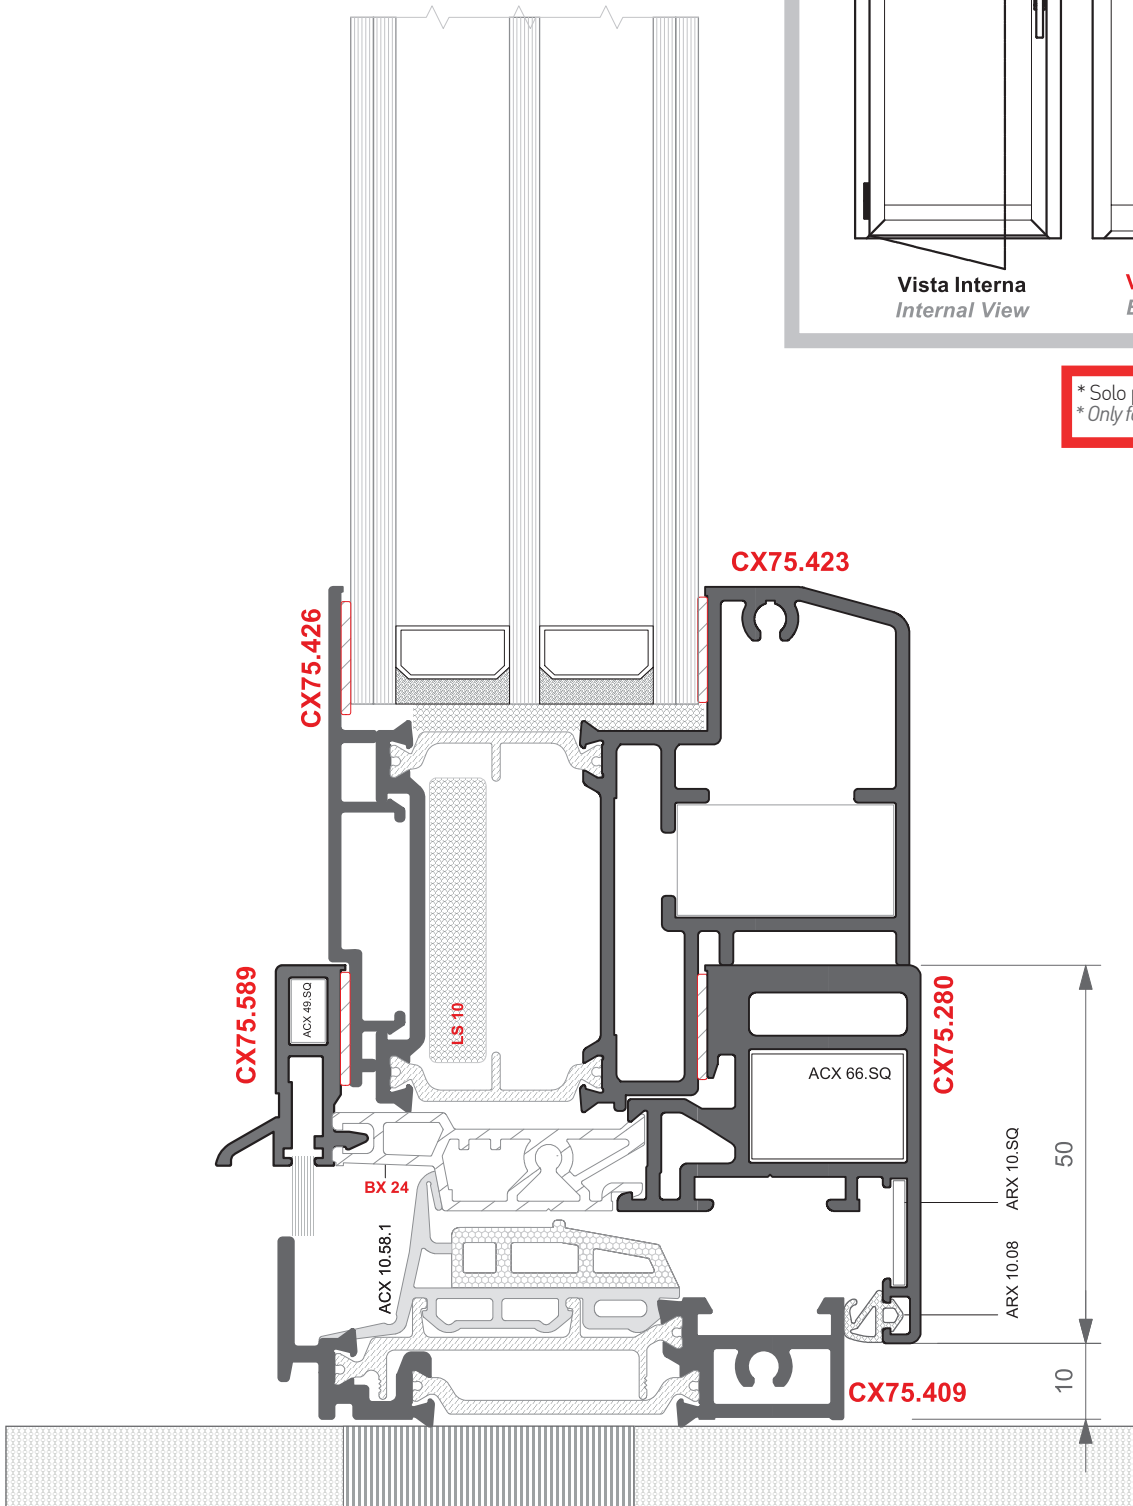 Vista Interna
Internal View
V
E
* Solo
* Only
CX75.423
CX75.426
CX75.589
ACX 49.SQ
LS 10
CX75.280
ACX 66.SQ
BX 24
ARX 10.SQ
50
ACX 10.58.1
ARX 10.08
10
CX75.409